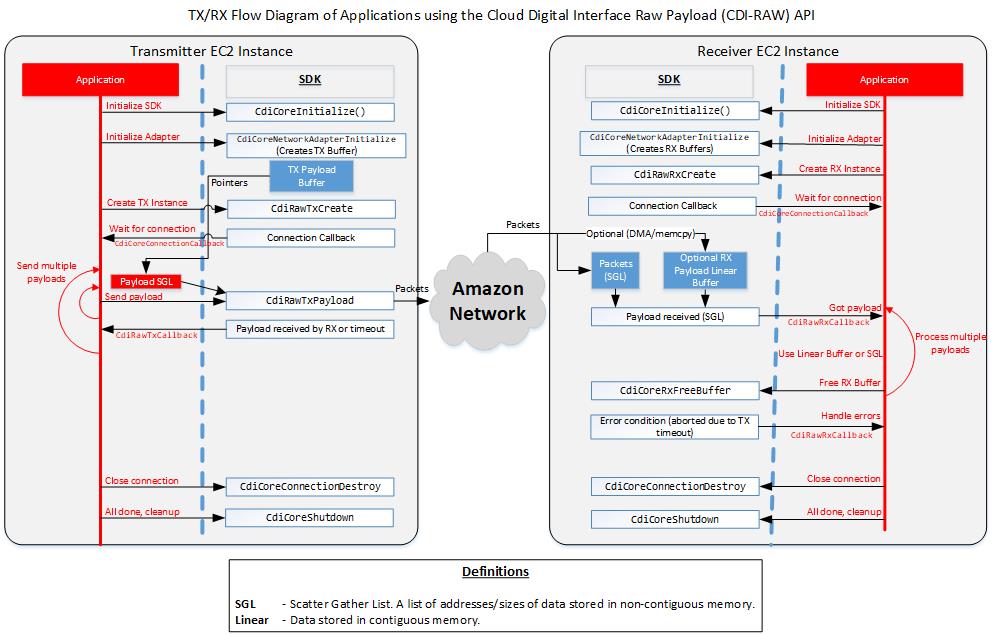 TX/RX Flow Diagram of Applications using the Cloud Digital Interface Raw Payload (CDI-RAW) API
Transmitter EC2 Instance
Application
SDK
Initialize SDK
CdiCoreInitialize()
Initialize Adapter
CdiCoreNetworkAdapterInitialize
(Creates TX Buffer)
TX Payload
Buffer
Pointers
Create TX Instance
CdiRawTxCreate
Wait for connection
CdiCoreConnectionCallback
Connection Callback
Send multiple
payloads
Payload SGL
Send payload
CdiRawTxPayload
Packets
CdiRawTxCallback
Payload received by RX or timeout
Close connection
CdiCoreConnectionDestroy
All done, cleanup
CdiCoreShutdown
Amazon
Network
Packets
Receiver EC2 Instance
SDK
Application
CdiCoreInitialize()
Initialize SDK
CdiCoreNetworkAdapterInitialize
(Creates RX Buffers)
Initialize Adapter
CdiRawRxCreate
Create RX Instance
Connection Callback
Wait for connection
CdiCoreConnectionCallback
Optional (DMA/memcpy)
Packets
(SGL)
Optional RX
Payload Linear
Buffer
Payload received (SGL)
Got payload
CdiRawRxCallback
Process multiple
payloads
Use Linear Buffer or SGL
CdiCoreRxFreeBuffer
Free RX Buffer
Error condition (aborted due to TX
timeout)
Handle errors
CdiRawRxCallback
CdiCoreConnectionDestroy
Close connection
CdiCoreShutdown
All done, cleanup
Definitions
SGL - Scatter Gather List. A list of addresses/sizes of data stored in non-contiguous memory.
Linear - Data stored in contiguous memory.